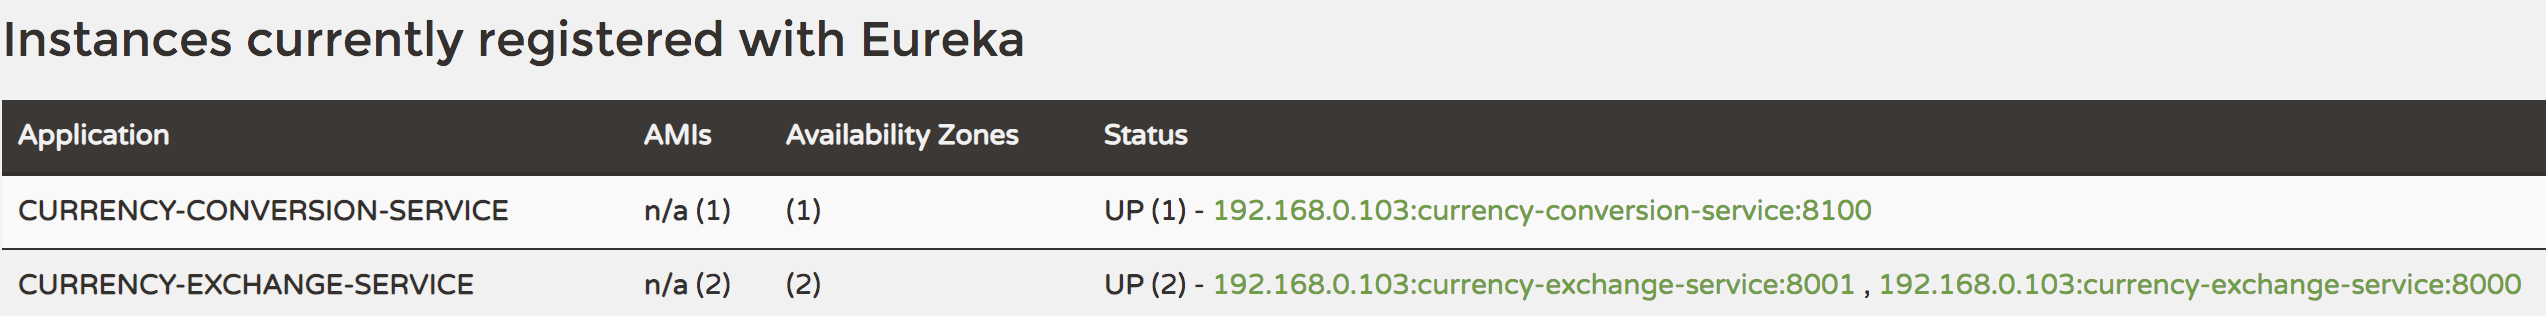 Instances currently registered with Eureka
Application AMIs Availability Zones Status
CURRENCY-CONVERSION-SERVICE n/a (1) (1) UP (1) - 192.168.0.103:currency-conversion-service:8100
CURRENCY-EXCHANGE-SERVICE n/a (2) (2) UP (2) - 192.168.0.103:currency-exchange-service:8001 , 192.168.0.103:currency-exchange-service:8000